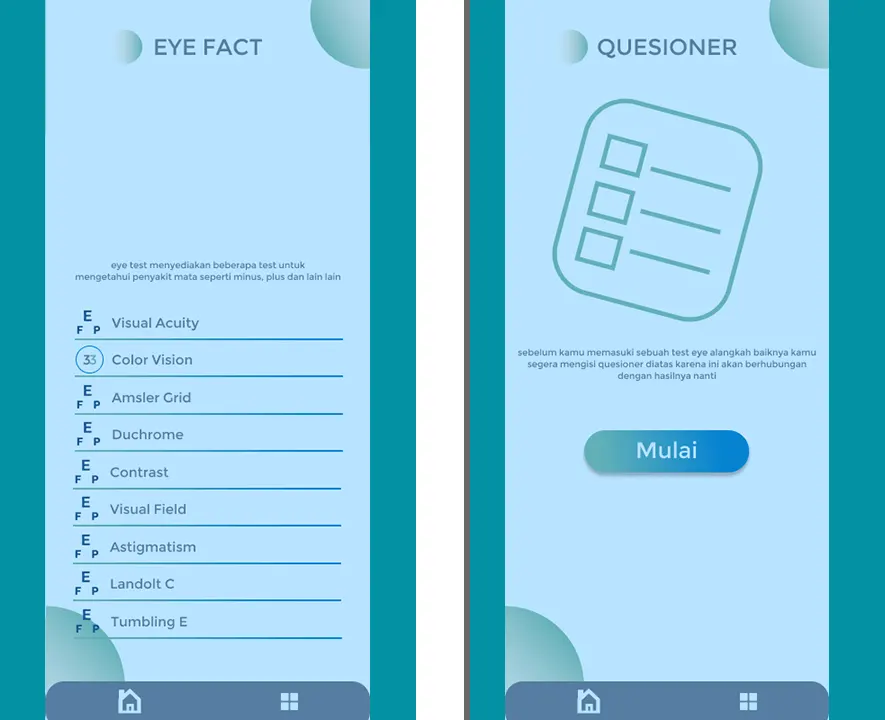 EYE FACT
eye test menyediakan beberapa test untuk
mengetahui penyakit mata seperti minus, plus dan lain lain
E
F P
Visual Acuity
33
Color Vision
E
F P
Amsler Grid
E
F P
Duchrome
E
F P
Contrast
E
F P
Visual Field
E
F P
Astigmatism
E
F P
Landolt C
E
F P
Tumbling E
QUESIONER
sebelum kamu memasuki sebuah test eye alangkah baiknya kamu
segera mengisi quesioner diatas karena ini akan berhubungan
dengan hasilnya nanti
Mulai